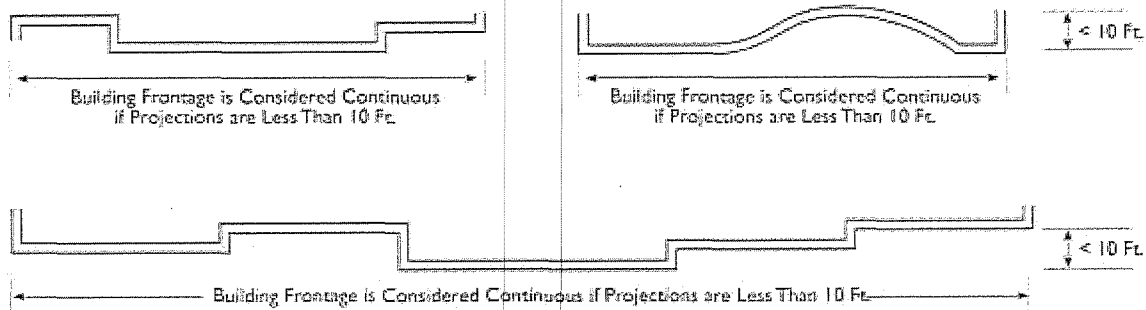 < 10 Ft.
Building Frontage is Considered Continuous
if Projections are Less Than 10 Ft.
Building Frontage is Considered Continuous
if Projections are Less Than 10 Ft.
< 10 Ft.
Building Frontage is Considered Continuous if Projections are Less Than 10 Ft.